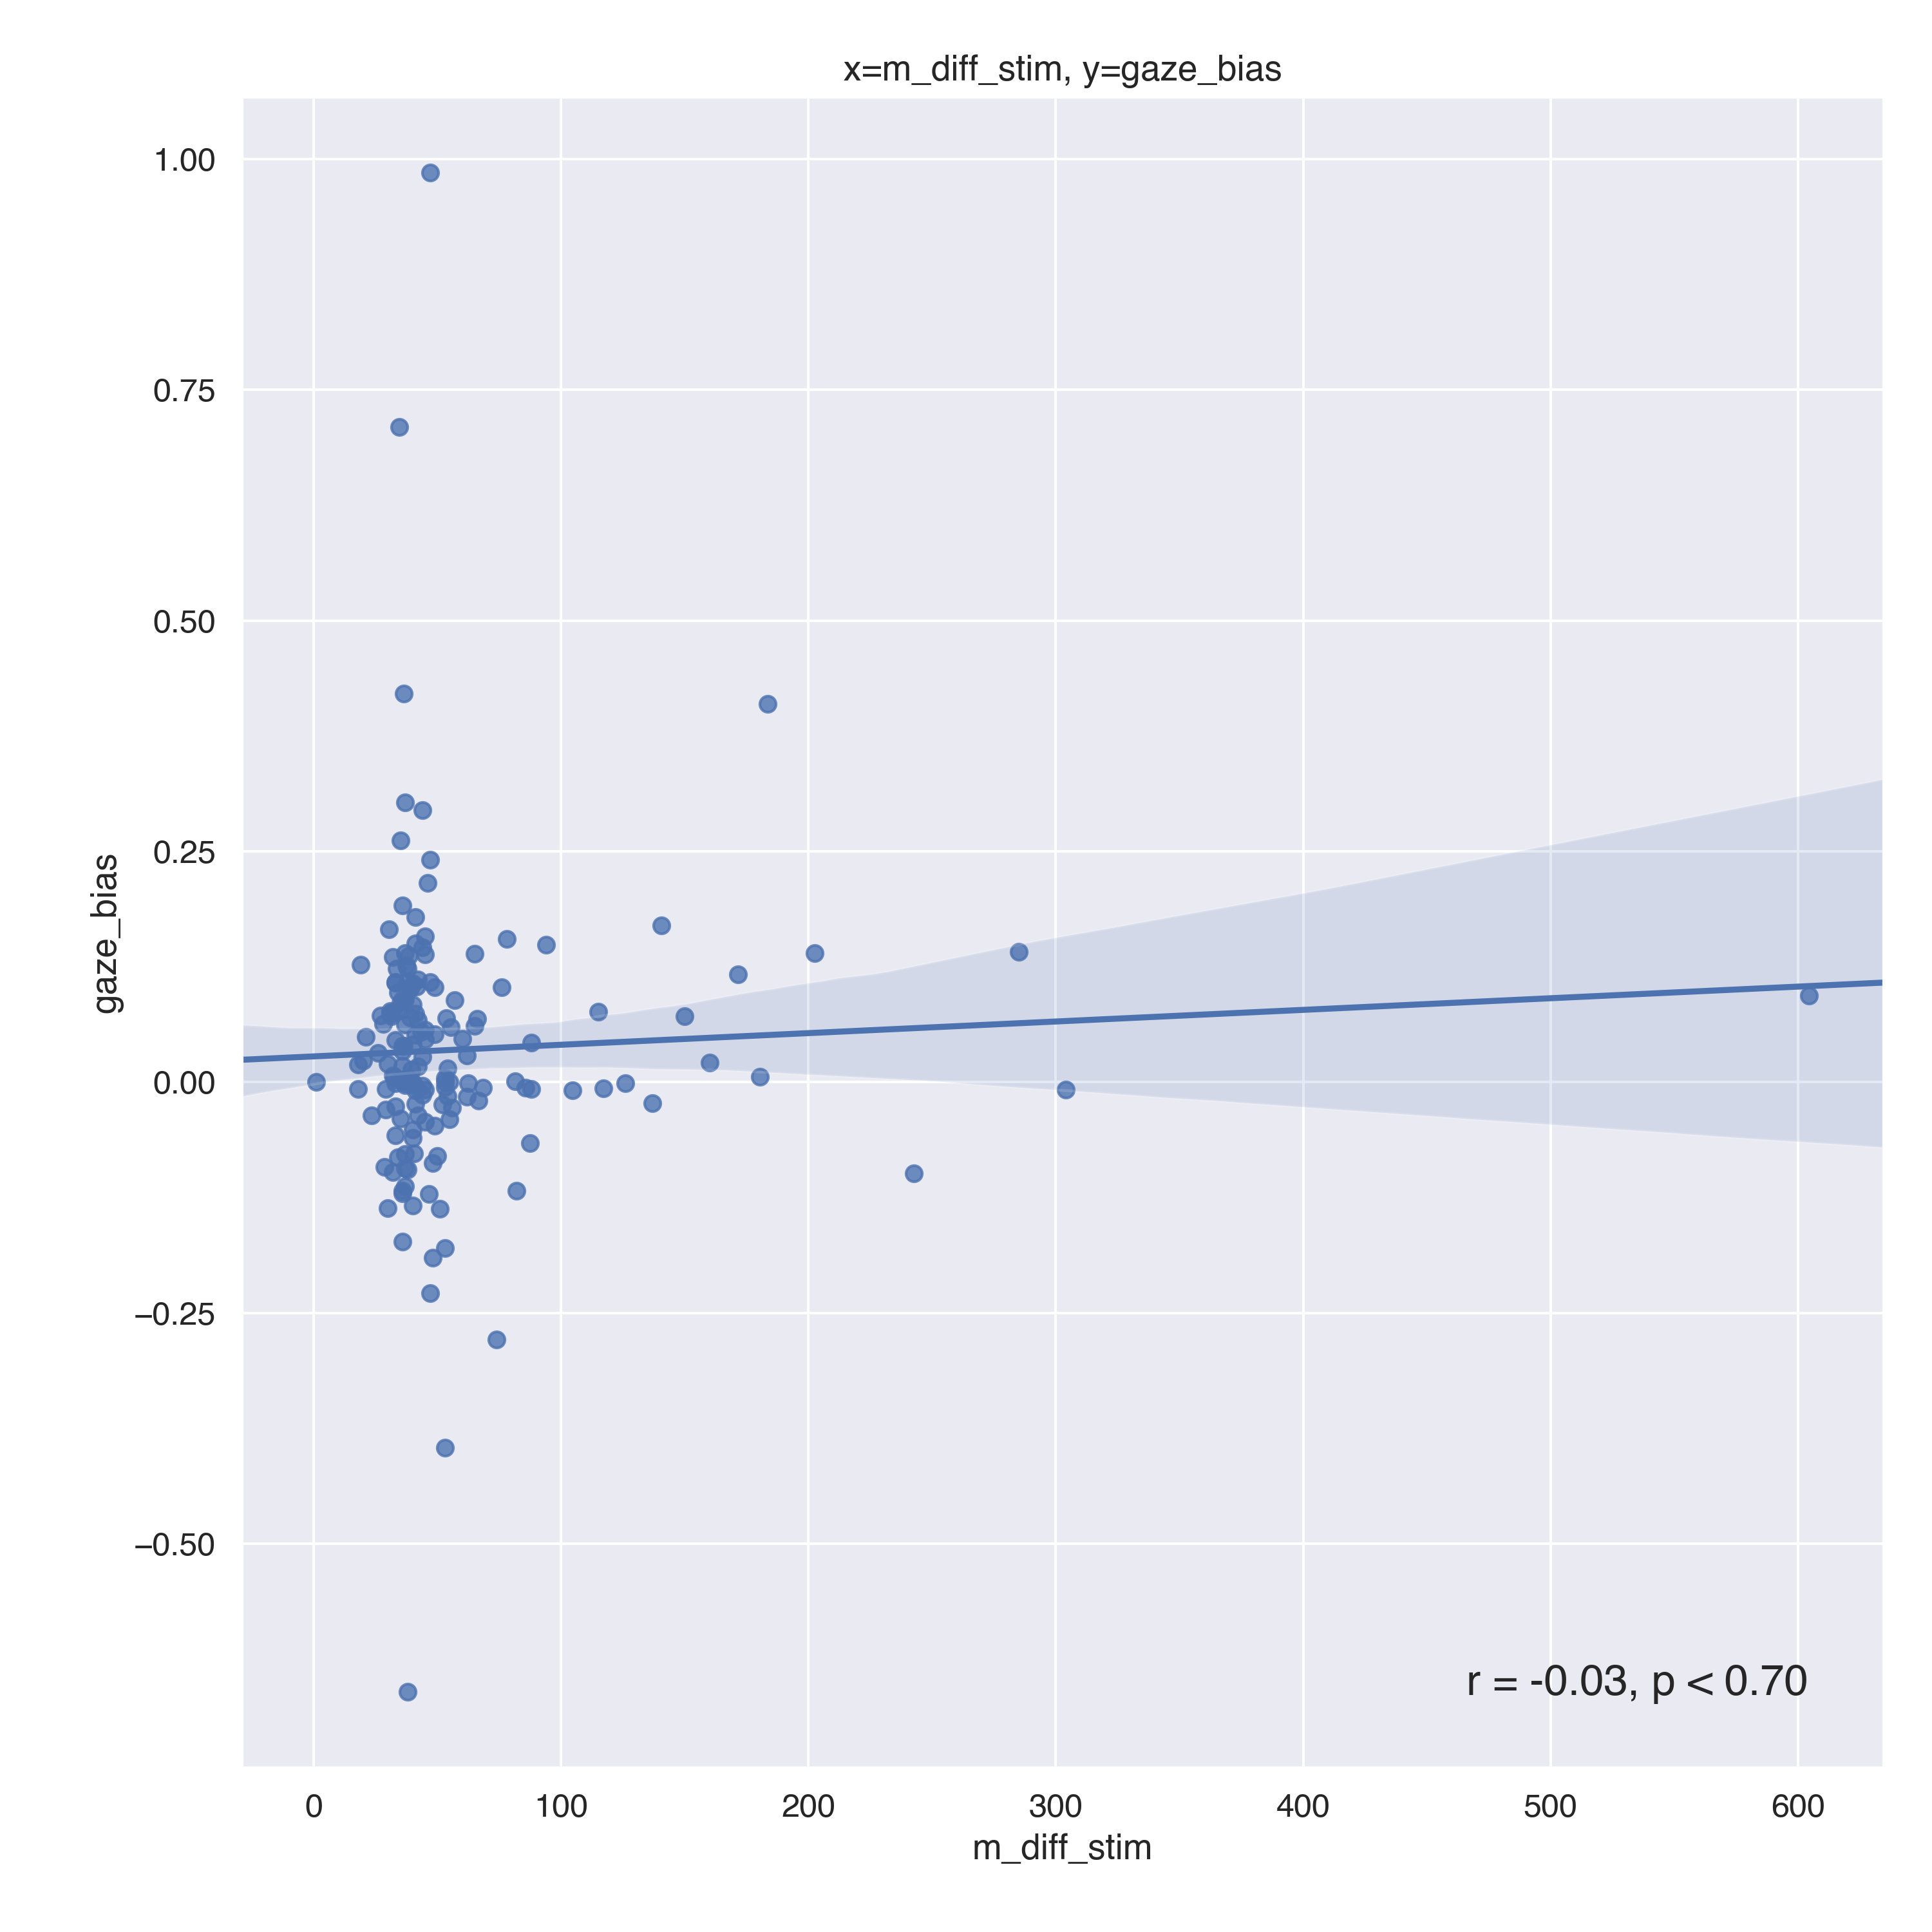 x=m_diff_stim, y=gaze_bias
1.00
0.75
0.50
0.25
0.00
−0.25
−0.50
gaze_bias
r = -0.03, p < 0.70
0 100 200 300 400 500 600
m_diff_stim